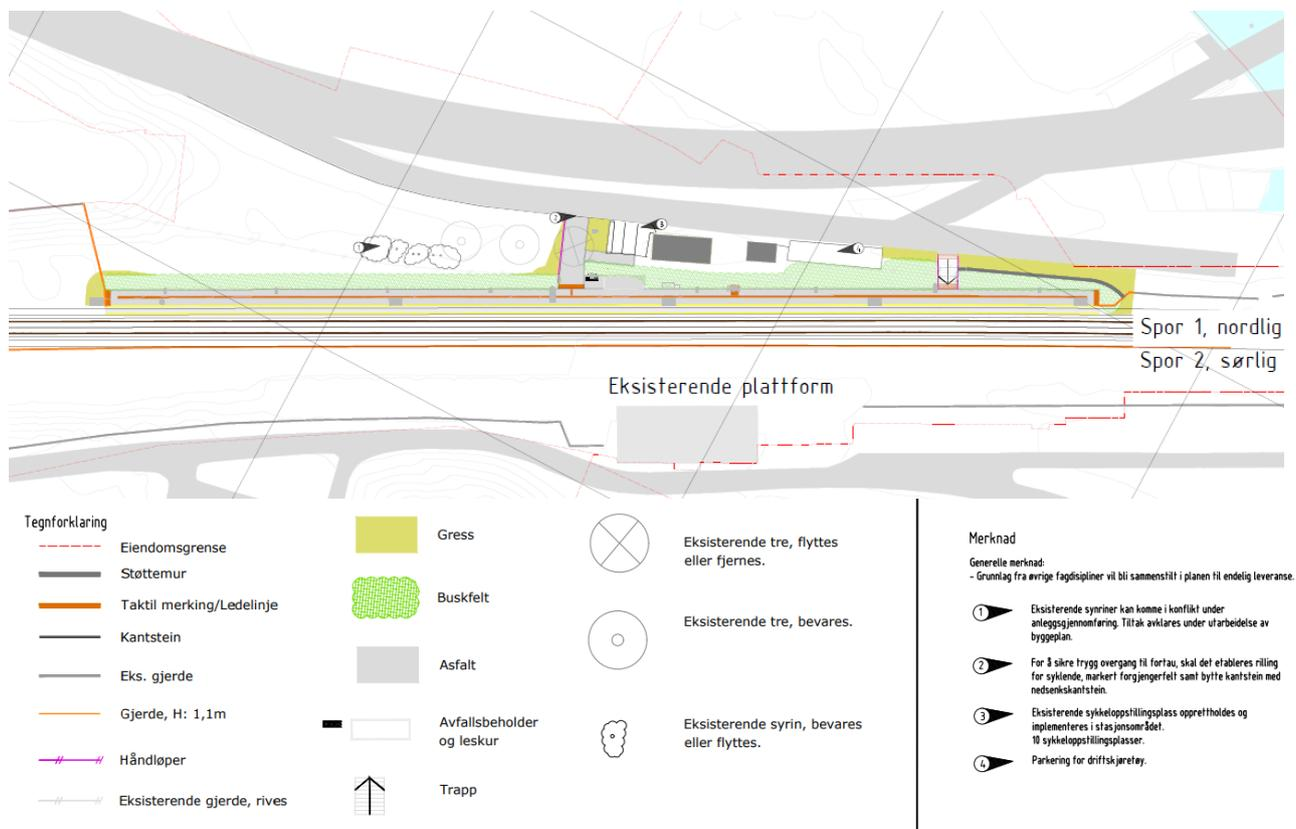 2
3
1
4
Spor 1, nordlig
Spor 2, sørlig
Eksisterende plattform
Tegnforklaring
Eiendomsgrense
Støttemur
Taktil merking/Ledelinje
Kantstein
Eks. gjerde
Gjerde, H: 1,1m
Håndløper
Eksisterende gjerde, rives
Gress
Buskfelt
Asfalt
Avfallsbeholder
og leskur
Trapp
Eksisterende tre, flyttes
eller fjernes.
Eksisterende tre, bevares.
Eksisterende syrin, bevares
eller flyttes.
Merknad
Generelle merknad:
- Grunnlag fra øvrige fagdisipliner vil bli sammenstilt i planen til endelig leveranse.
1
Eksisterende synriner kan komme i konflikt under
anleggsgjennomføring. Tiltak avklares under utarbeidelse av
byggeplan.
2
For å sikre trygg overgang til fortau, skal det etableres rilling
for syklende, markert forgjengerfelt samt bytte kantstein med
nedsenkskantstein.
3
Eksisterende sykkeloppstillingsplass opprettholdes og
implementeres i stasjonsområdet.
10 sykkeloppstillingsplasser.
4
Parkering for driftskjøretøy.